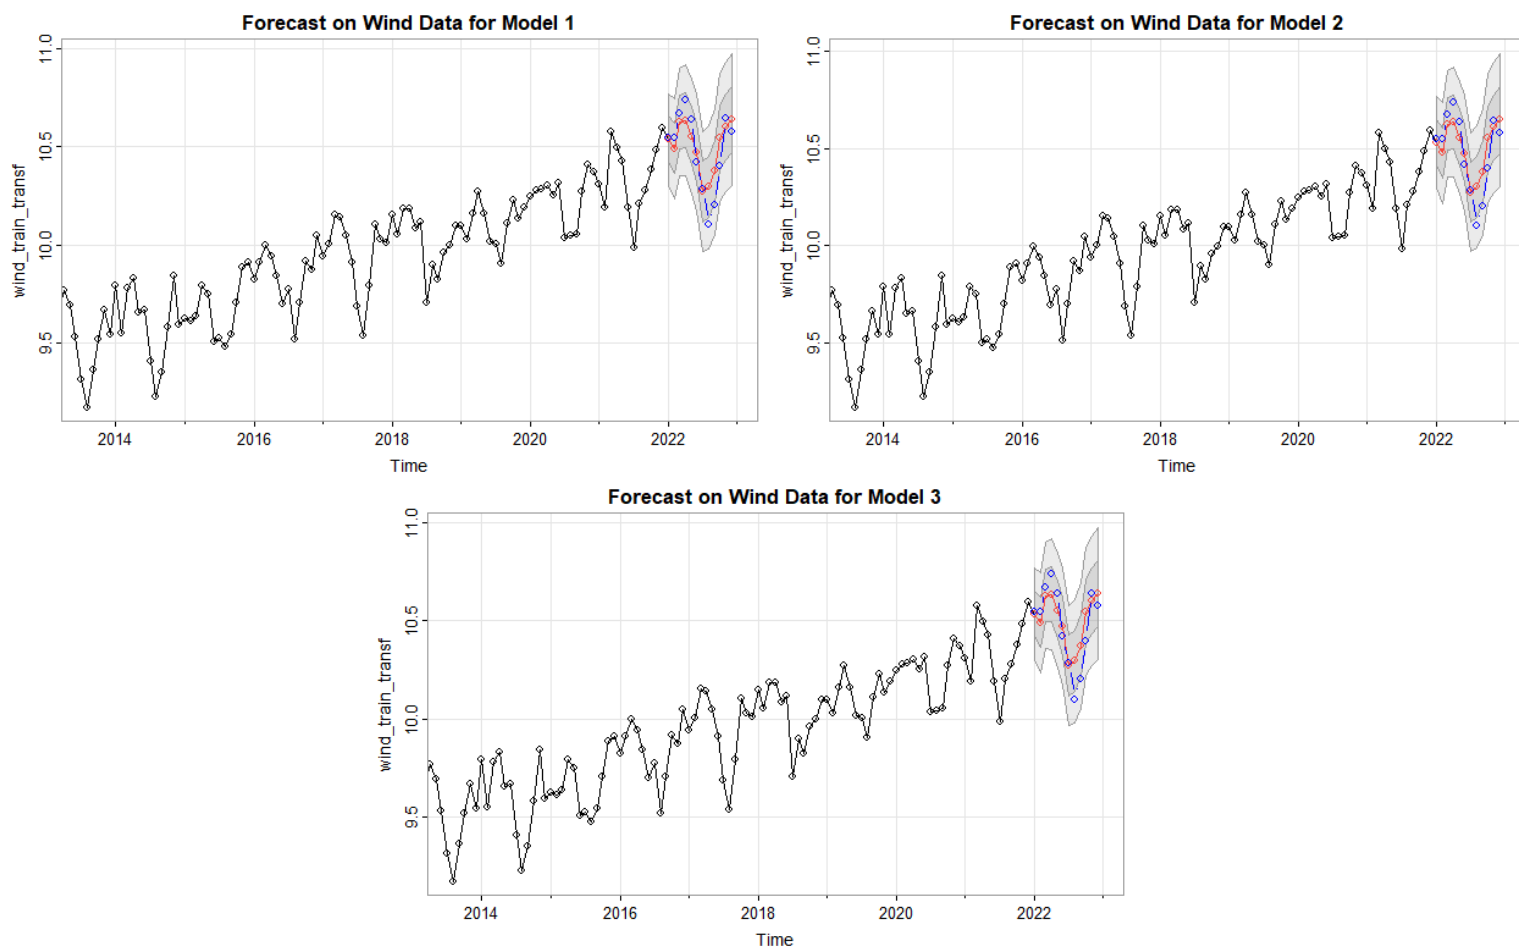 Forecast on Wind Data for Model 1
11.0
10.5
10.0
9.5
wind_train_transf
2014 2016 2018 2020 2022
Time
Forecast on Wind Data for Model 2
11.0
10.5
10.0
9.5
wind_train_transf
2014 2016 2018 2020 2022
Time
Forecast on Wind Data for Model 3
11.0
10.5
10.0
9.5
wind_train_transf
2014 2016 2018 2020 2022
Time